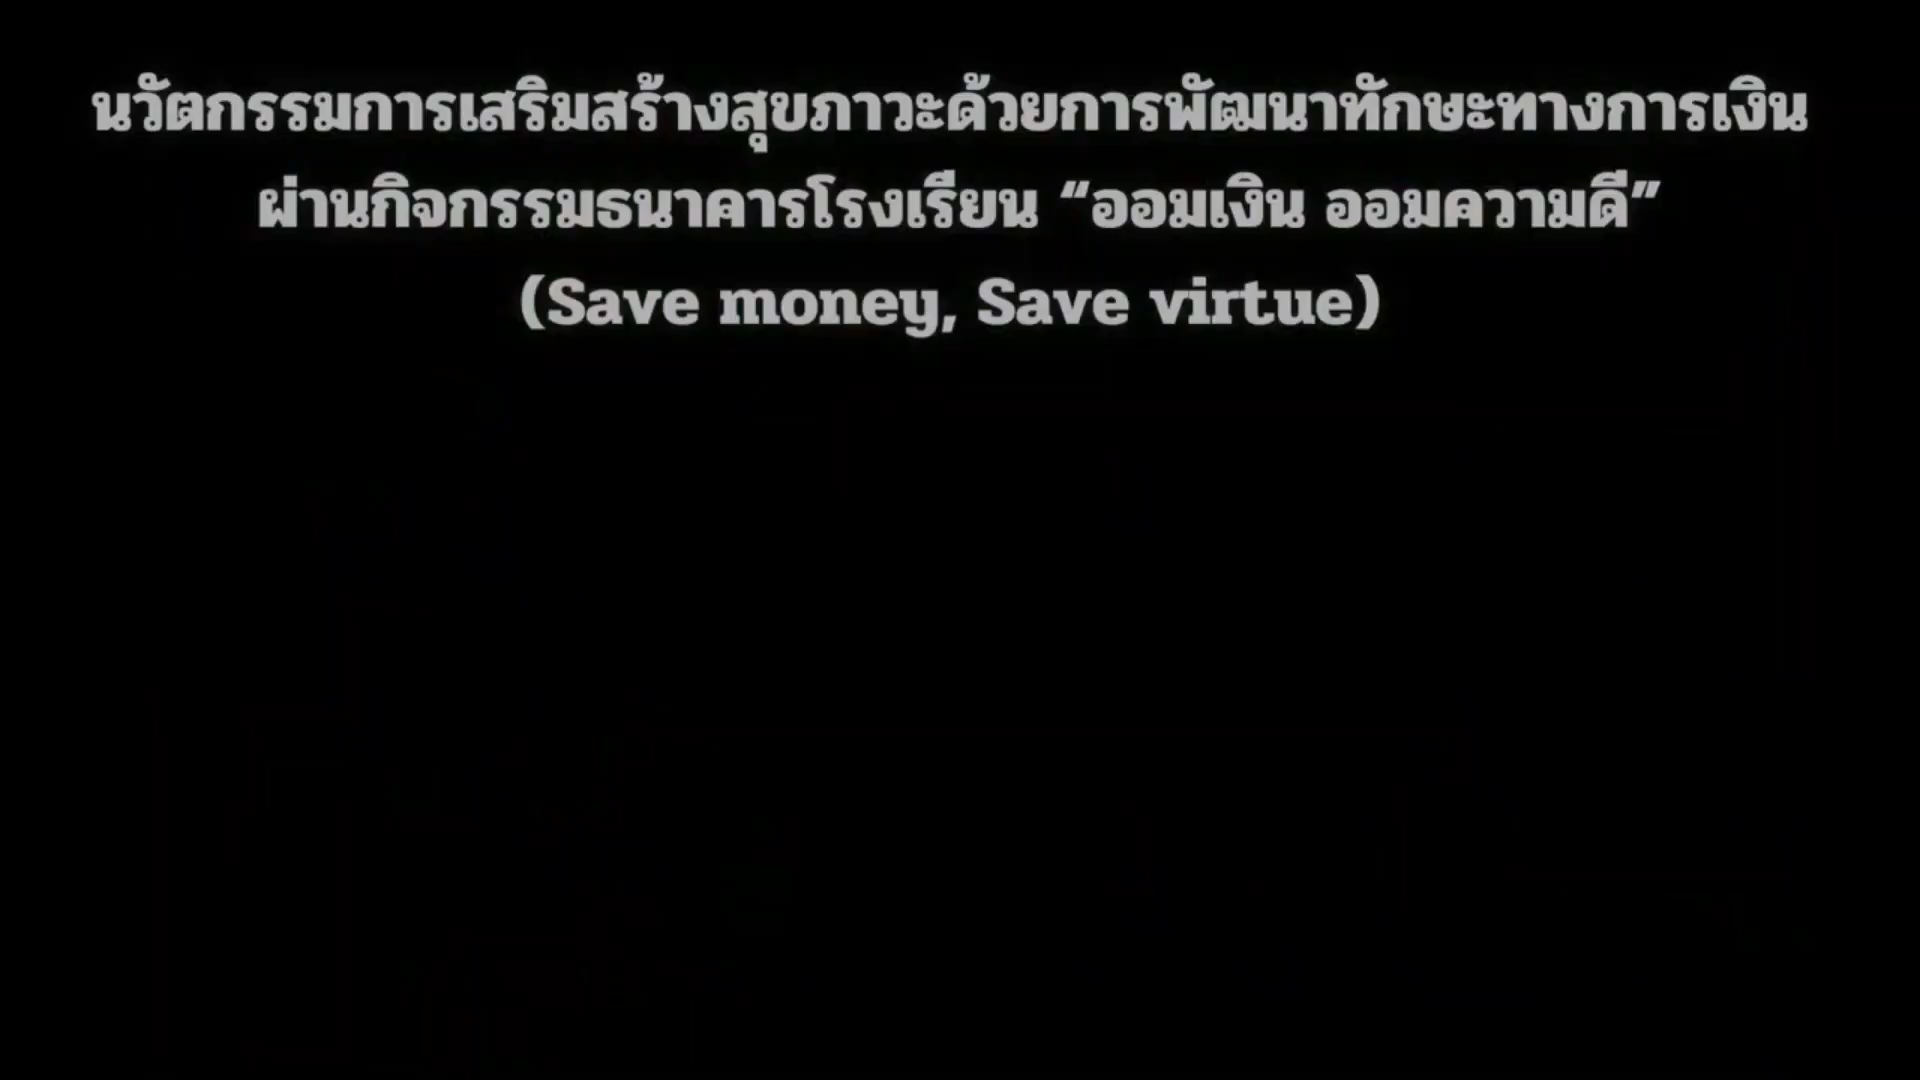 นวัตกรรมการเสริมสร้างสุขภาวะด้วยการพัฒนาทักษะทางการเงิน
ผ่านกิจกรรมธนาคารโรงเรียน “ออมเงิน ออมความดี”
(Save money, Save virtue)